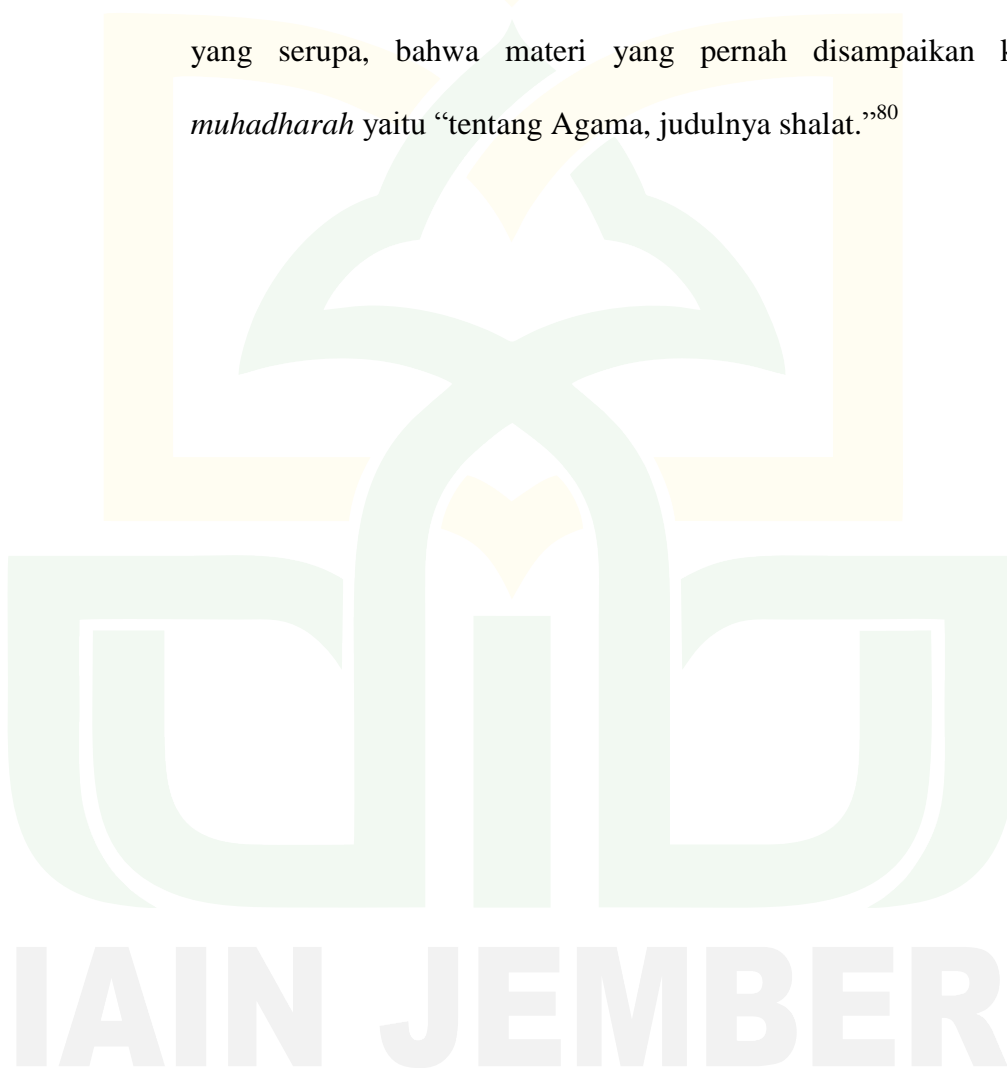 yang serupa, bahwa materi yang pernah disampaikan
muhadharah yaitu “tentang Agama, judulnya shalat.”80
IAIN JEMBER